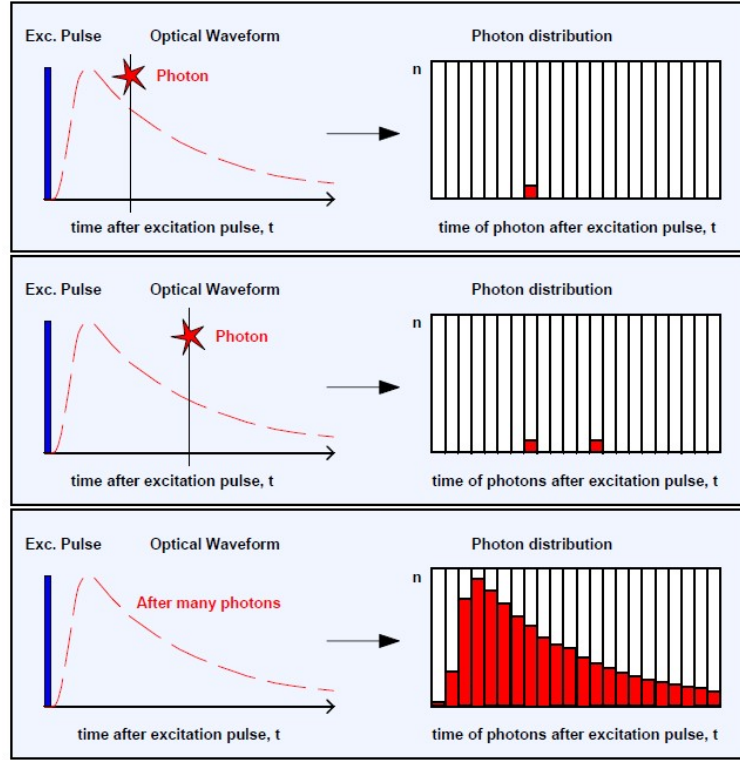 Exc. Pulse Optical Waveform Photon distribution
n
Photon
time after excitation pulse, t time of photon after excitation pulse, t
Exc. Pulse Optical Waveform Photon distribution
n
Photon
time after excitation pulse, t time of photons after excitation pulse, t
Exc. Pulse Optical Waveform Photon distribution
n
After many photons
time after excitation pulse, t time of photons after excitation pulse, t